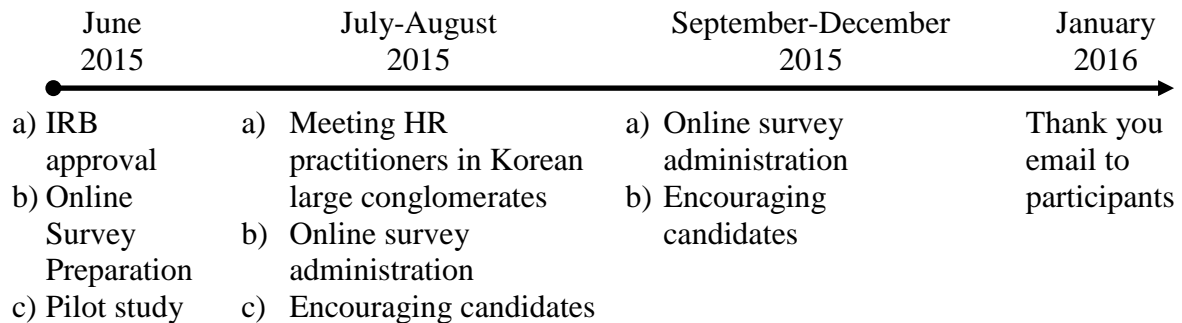 June
2015
July-August
2015
September-December
2015
January
2016
a) IRB
approval
b) Online
Survey
Preparation
c) Pilot study
a) Meeting HR
practitioners in Korean
large conglomerates
b) Online survey
administration
c) Encouraging candidates
a) Online survey
administration
b) Encouraging
candidates
Thank you
email to
participants